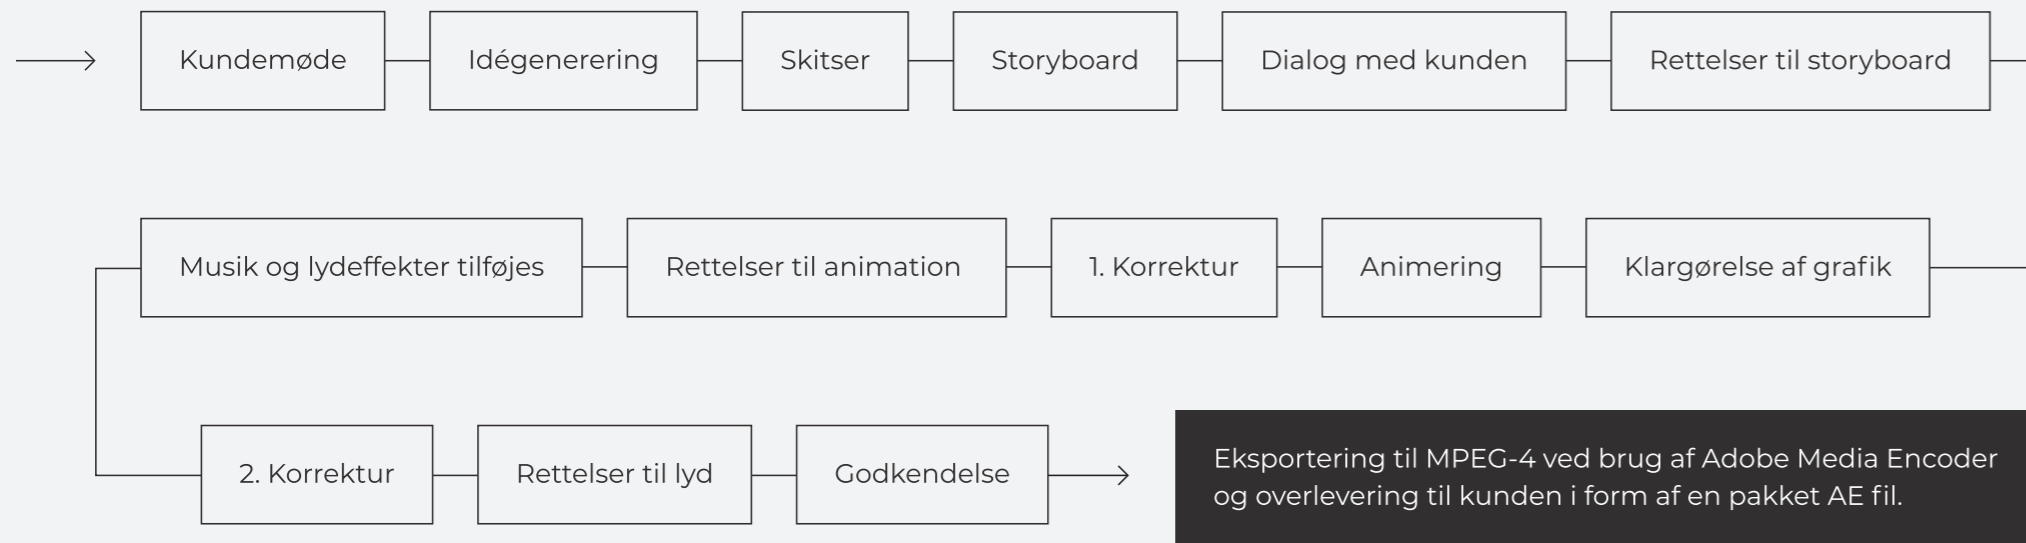 Kundemøde
Idégenerering
Skitser
Storyboard
Dialog med kunden
Rettelser til storyboard
Klargørelse af grafik
Animering
1. Korrektur
Rettelser til animation
Musik og lydeffekter tilføjes
2. Korrektur
Rettelser til lyd
Godkendelse
Eksportering til MPEG-4 ved brug af Adobe Media Encoder
og overlevering til kunden i form af en pakket AE fil.